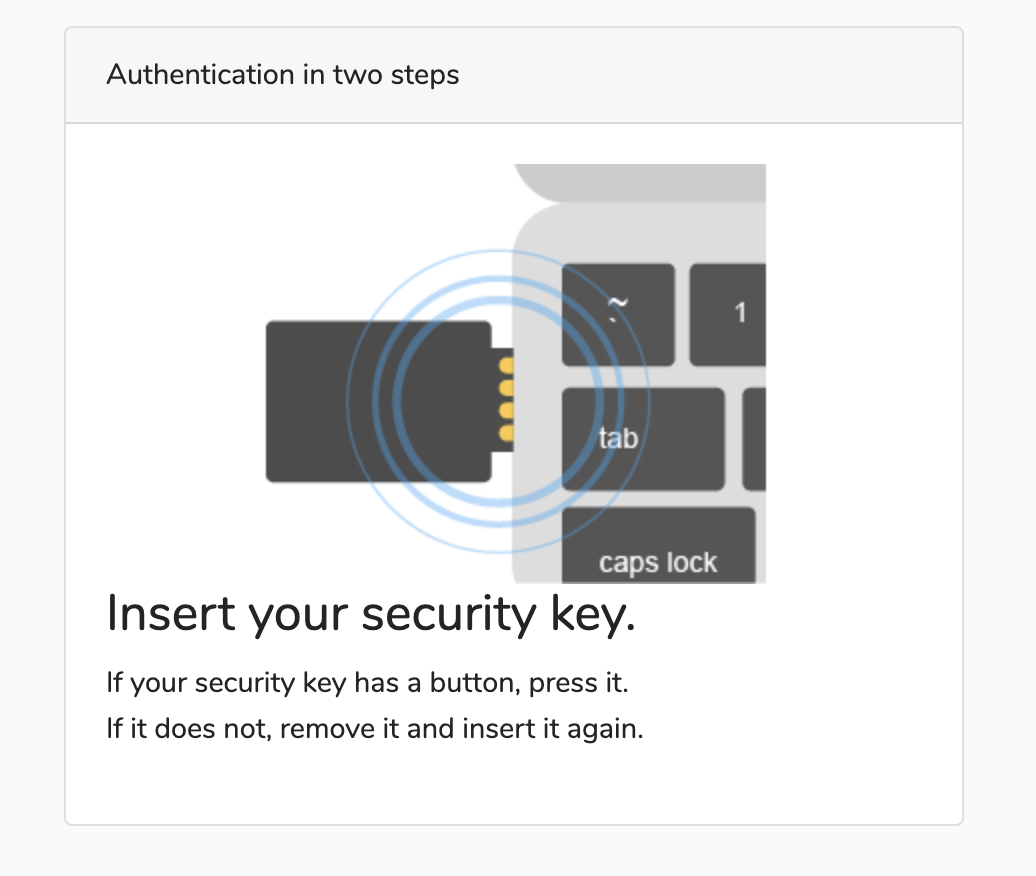 Authentication in two steps
~
`
1
tab
caps lock
Insert your security key.
If your security key has a button, press it.
If it does not, remove it and insert it again.